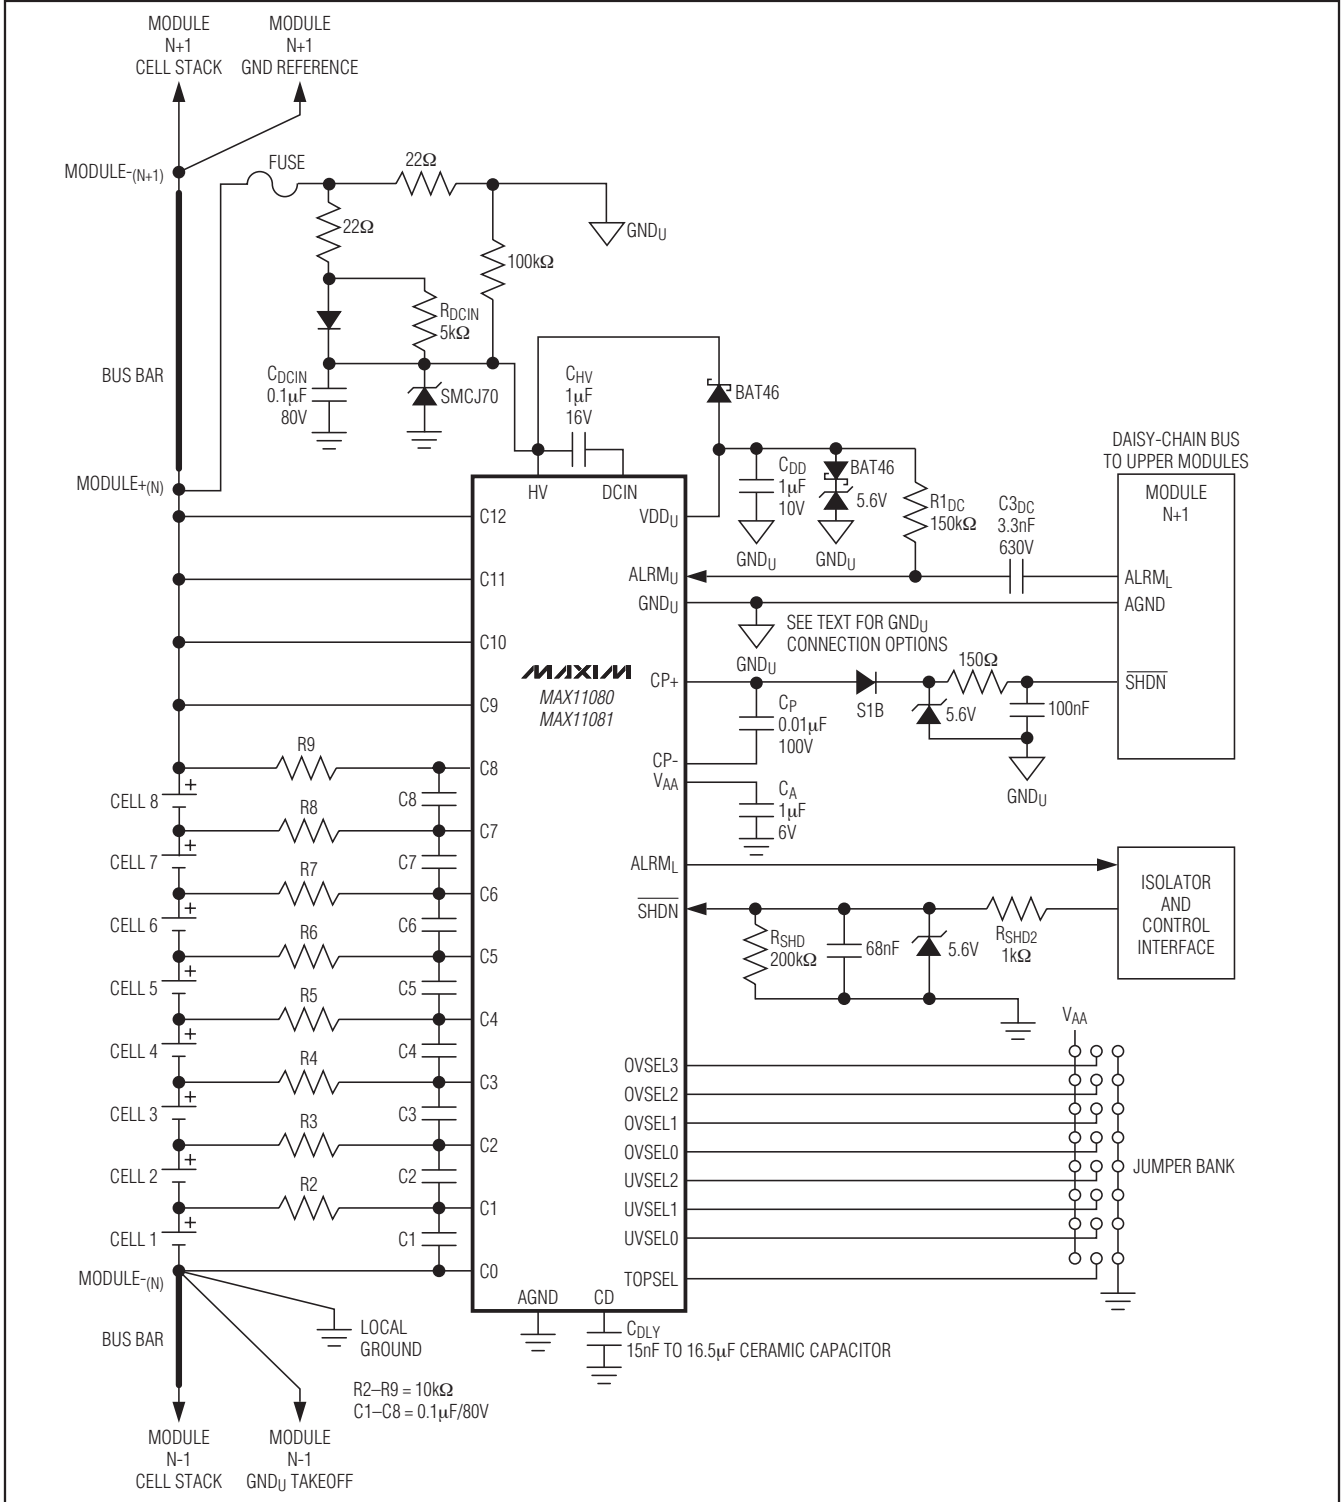 MODULE
N+1
CELL STACK
MODULE
N+1
GND REFERENCE
MODULE-(N+1)
FUSE
22Ω
22Ω
GNDU
100kΩ
RDCIN
5kΩ
BUS BAR
CDCIN
0.1µF
80V
SMCJ70
CHV
1µF
16V
BAT46
DAISY-CHAIN BUS
TO UPPER MODULES
MODULE
N+1
MODULE+(N)
HV
DCIN
CDD
1µF
10V
BAT46
5.6V
R1DC
150kΩ
C3DC
3.3nF
630V
C12
VDDU
GNDU
GNDU
C11
ALRMU
ALRML
GNDU
AGND
SEE TEXT FOR GNDU
CONNECTION OPTIONS
C10
GNDU
MAXIM
MAX11080
MAX11081
CP+
150Ω
SHDN
C9
CP
0.01µF
100V
S1B
5.6V
100nF
R9
C8
CP-
VAA
GNDU
+
CELL 8
C8
CA
1µF
6V
R8
C7
+
CELL 7
C7
ALRML
R7
C6
ISOLATOR
AND
CONTROL
INTERFACE
+
CELL 6
C6
SHDN
R6
C5
RSHD
200kΩ
68nF
5.6V
RSHD2
1kΩ
+
CELL 5
C5
R5
C4
VAA
+
CELL 4
C4
R4
C3
OVSEL3
OVSEL2
+
CELL 3
C3
OVSEL1
R3
C2
OVSEL0
JUMPER BANK
+
CELL 2
C2
UVSEL2
R2
C1
UVSEL1
+
CELL 1
C1
UVSEL0
MODULE-(N)
C0
TOPSEL
AGND
CD
BUS BAR
LOCAL
GROUND
CDLY
15nF TO 16.5µF CERAMIC CAPACITOR
R2–R9 = 10kΩ
C1–C8 = 0.1µF/80V
MODULE
N-1
CELL STACK
MODULE
N-1
GNDU TAKEOFF